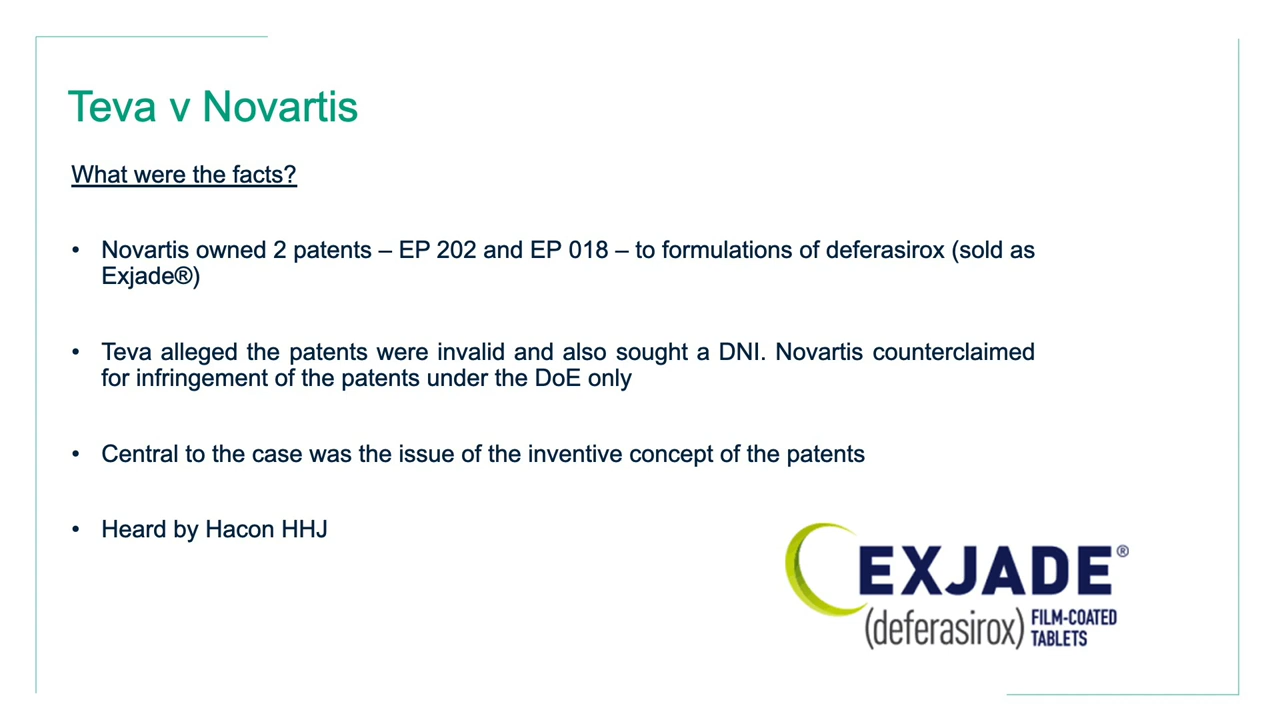 Teva v Novartis
What were the facts?
• Novartis owned 2 patents – EP 202 and EP 018 – to formulations of deferasirox (sold as
Exjade®)
• Teva alleged the patents were invalid and also sought a DNI. Novartis counterclaimed
for infringement of the patents under the DoE only
• Central to the case was the issue of the inventive concept of the patents
• Heard by Hacon HHJ
EXJADE®
(deferasirox) FILM-COATED
TABLETS